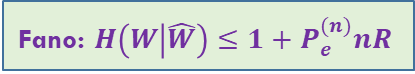 Fano: H(W|Ŵ) ≤ 1 + P_e^{(n)} nR